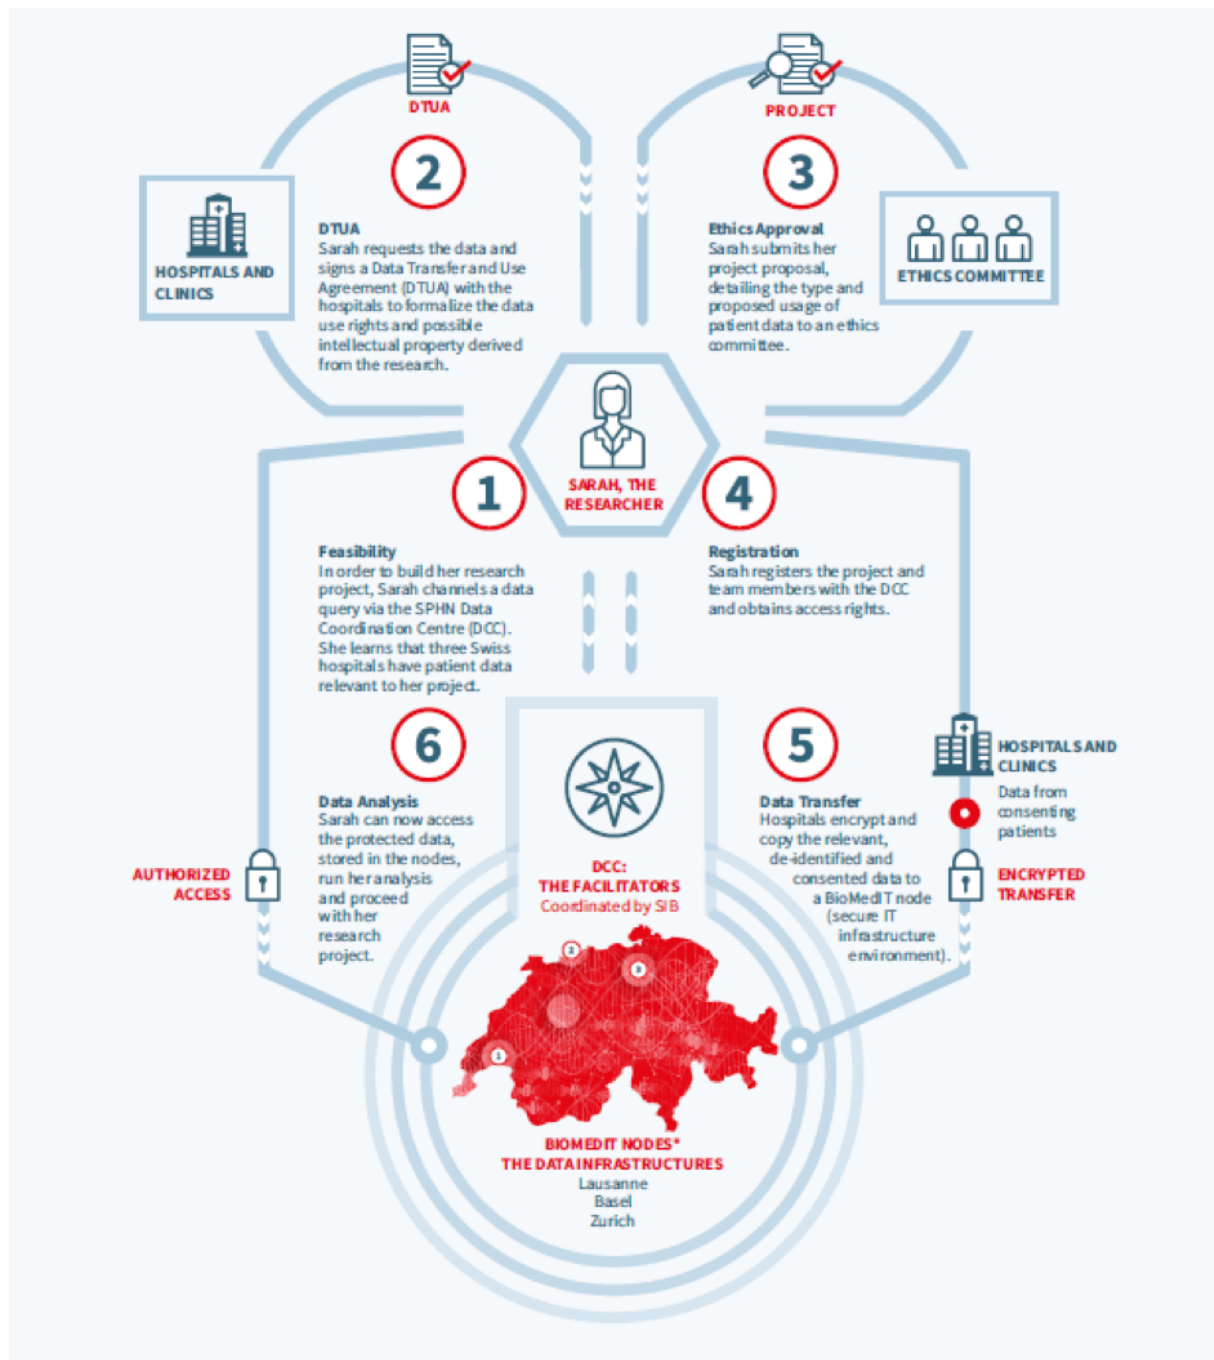 DTUA
2
DTUA
Sarah requests the data and
signs a Data Transfer and Use
Agreement (DTUA) with the
hospitals to formalize the data
use rights and possible
intellectual property derived
from the research.
HOSPITALS AND
CLINICS
PROJECT
3
Ethics Approval
Sarah submits her
project proposal,
detailing the type and
proposed usage of
patient data to an ethics
committee.
ETHICS COMMITTEE
SARAH, THE
RESEARCHER
1
Feasibility
In order to build her research
project, Sarah channels a data
query via the SPHN Data
Coordination Centre (DCC).
She learns that three Swiss
hospitals have patient data
relevant to her project.
4
Registration
Sarah registers the project and
team members with the DCC
and obtains access rights.
6
Data Analysis
Sarah can now access
the protected data,
stored in the nodes,
run her analysis
and proceed
with her
research
project.
AUTHORIZED
ACCESS
5
Data Transfer
Hospitals encrypt and
copy the relevant,
de-identified and
consented data to
a BioMedIT node
(secure IT
infrastructure
environment).
HOSPITALS AND
CLINICS
Data from
consenting
patients
ENCRYPTED
TRANSFER
DCC:
THE FACILITATORS
Coordinated by SIB
2
3
1
BIOMEDIT NODES*
THE DATA INFRASTRUCTURES
Lausanne
Basel
Zurich